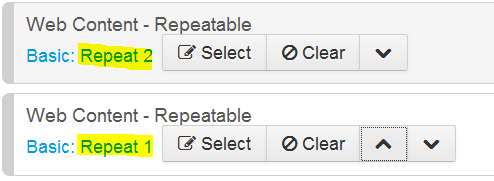 Web Content - Repeatable
Basic: Repeat 2 Select Clear
Web Content - Repeatable
Basic: Repeat 1 Select Clear